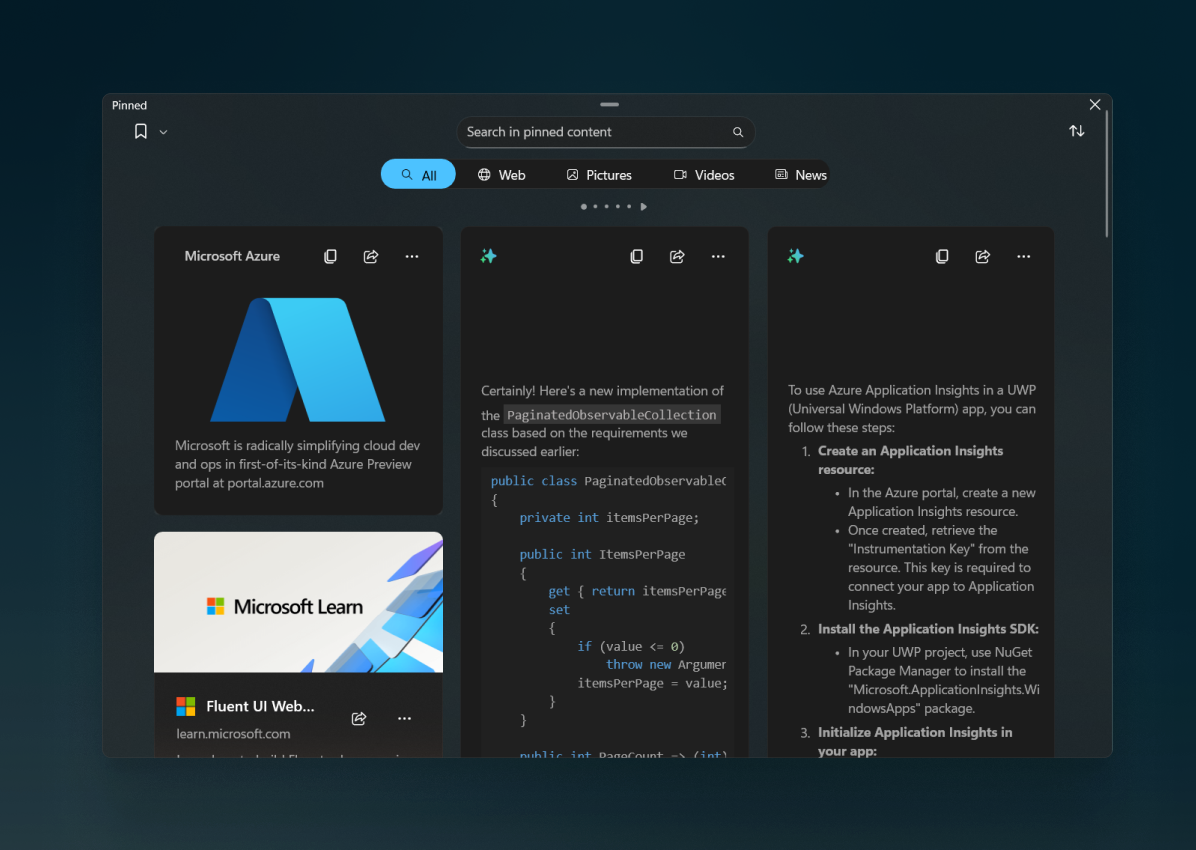 Pinned
Search in pinned content
All
Web
Pictures
Videos
News
Microsoft Azure
Microsoft is radically simplifying cloud dev
and ops in first-of-its-kind Azure Preview
portal at portal.azure.com
Microsoft Learn
Fluent UI Web...
learn.microsoft.com
Certainly! Here's a new implementation of
the PaginatedObservableCollection
class based on the requirements we
discussed earlier:
public class PaginatedObservableC
{
private int itemsPerPage;
public int ItemsPerPage
{
get { return itemsPerPage
set
{
if (value <= 0)
throw new Argumen
itemsPerPage = value;
}
}
public int PageCount => (int)
To use Azure Application Insights in a UWP
(Universal Windows Platform) app, you can
follow these steps:
1. Create an Application Insights
resource:
• In the Azure portal, create a new
Application Insights resource.
• Once created, retrieve the
"Instrumentation Key" from the
resource. This key is required to
connect your app to Application
Insights.
2. Install the Application Insights SDK:
• In your UWP project, use NuGet
Package Manager to install the
"Microsoft.ApplicationInsights.Wi
ndowsApps" package.
3. Initialize Application Insights in
your app: